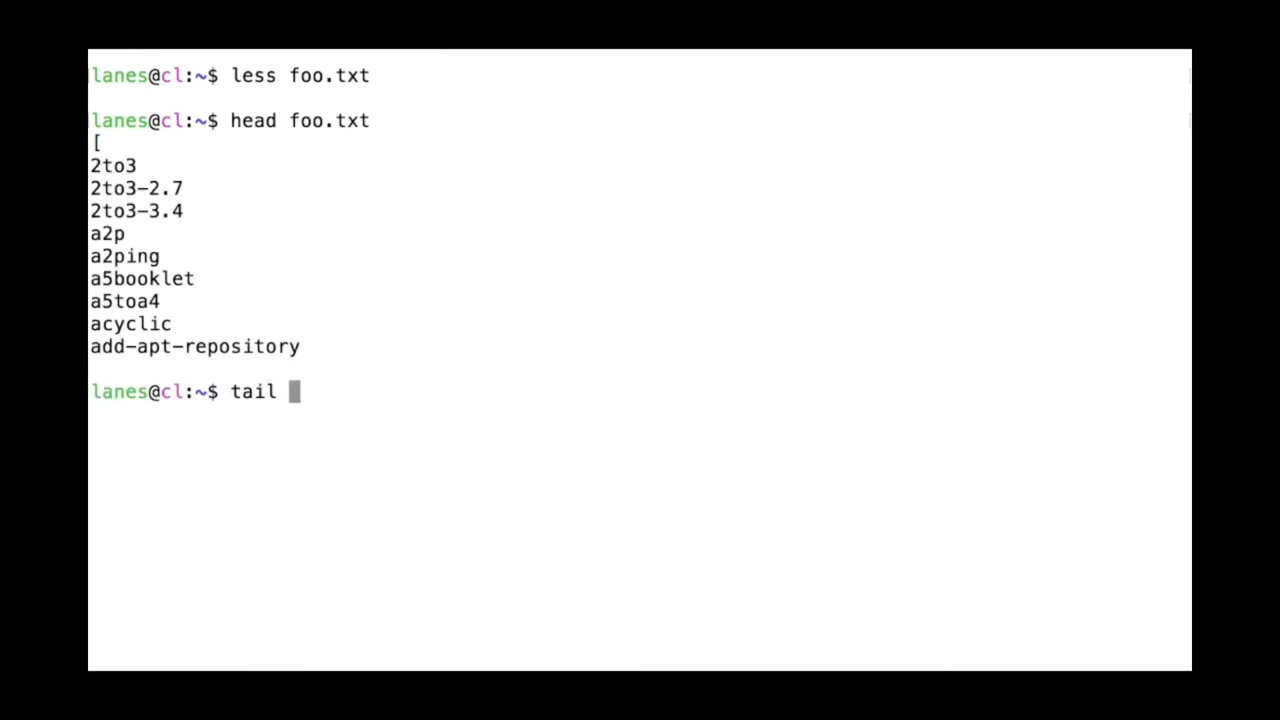 lanes@cl:~$ less foo.txt
lanes@cl:~$ head foo.txt
[
2to3
2to3-2.7
2to3-3.4
a2p
a2ping
a5booklet
a5toa4
acyclic
add-apt-repository
lanes@cl:~$ tail